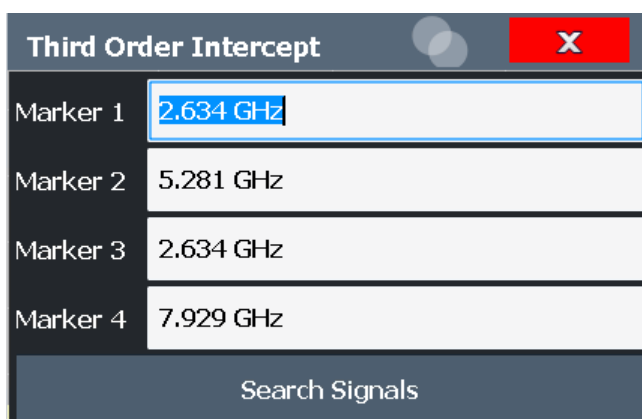 Third Order Intercept X
Marker 1 2.634 GHz
Marker 2 5.281 GHz
Marker 3 2.634 GHz
Marker 4 7.929 GHz
Search Signals